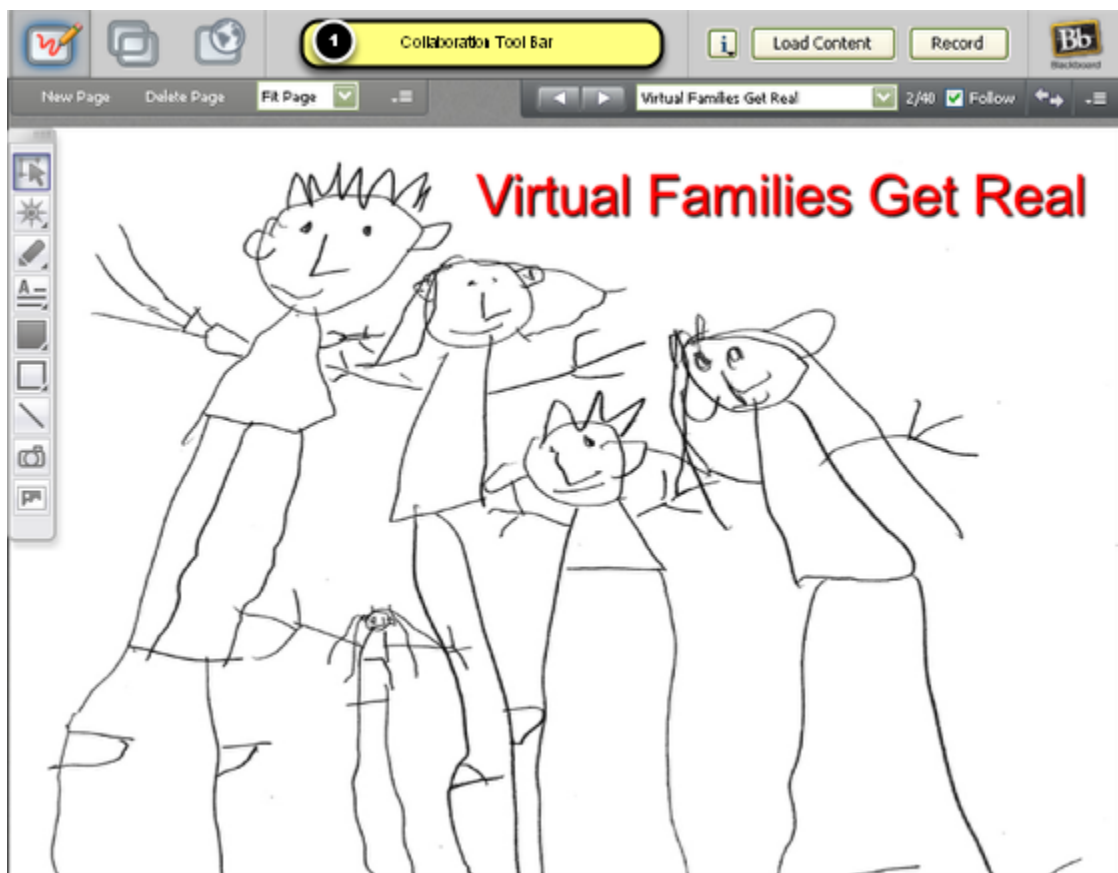 1 Collaboration Tool Bar
i Load Content Record
Bb
Blackboard
New Page Delete Page Fit Page
Virtual Families Get Real 2/40 Follow
Virtual Families Get Real
A